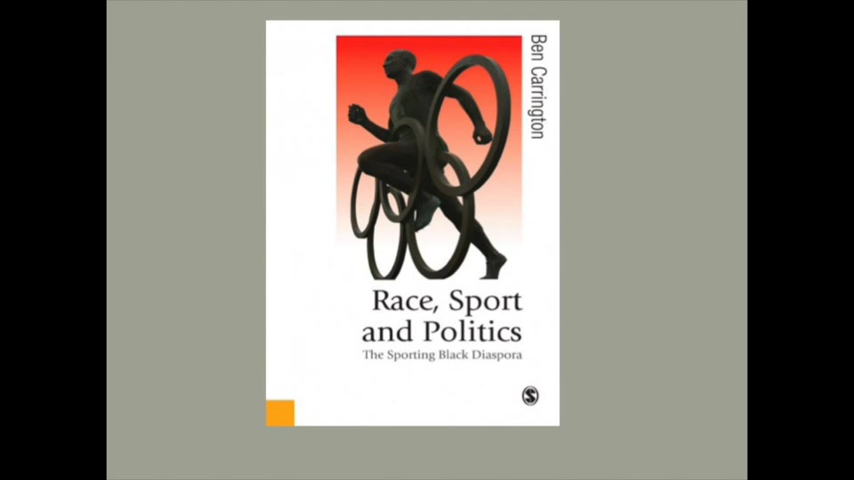 Ben Carrington
Race, Sport
and Politics
The Sporting Black Diaspora
S